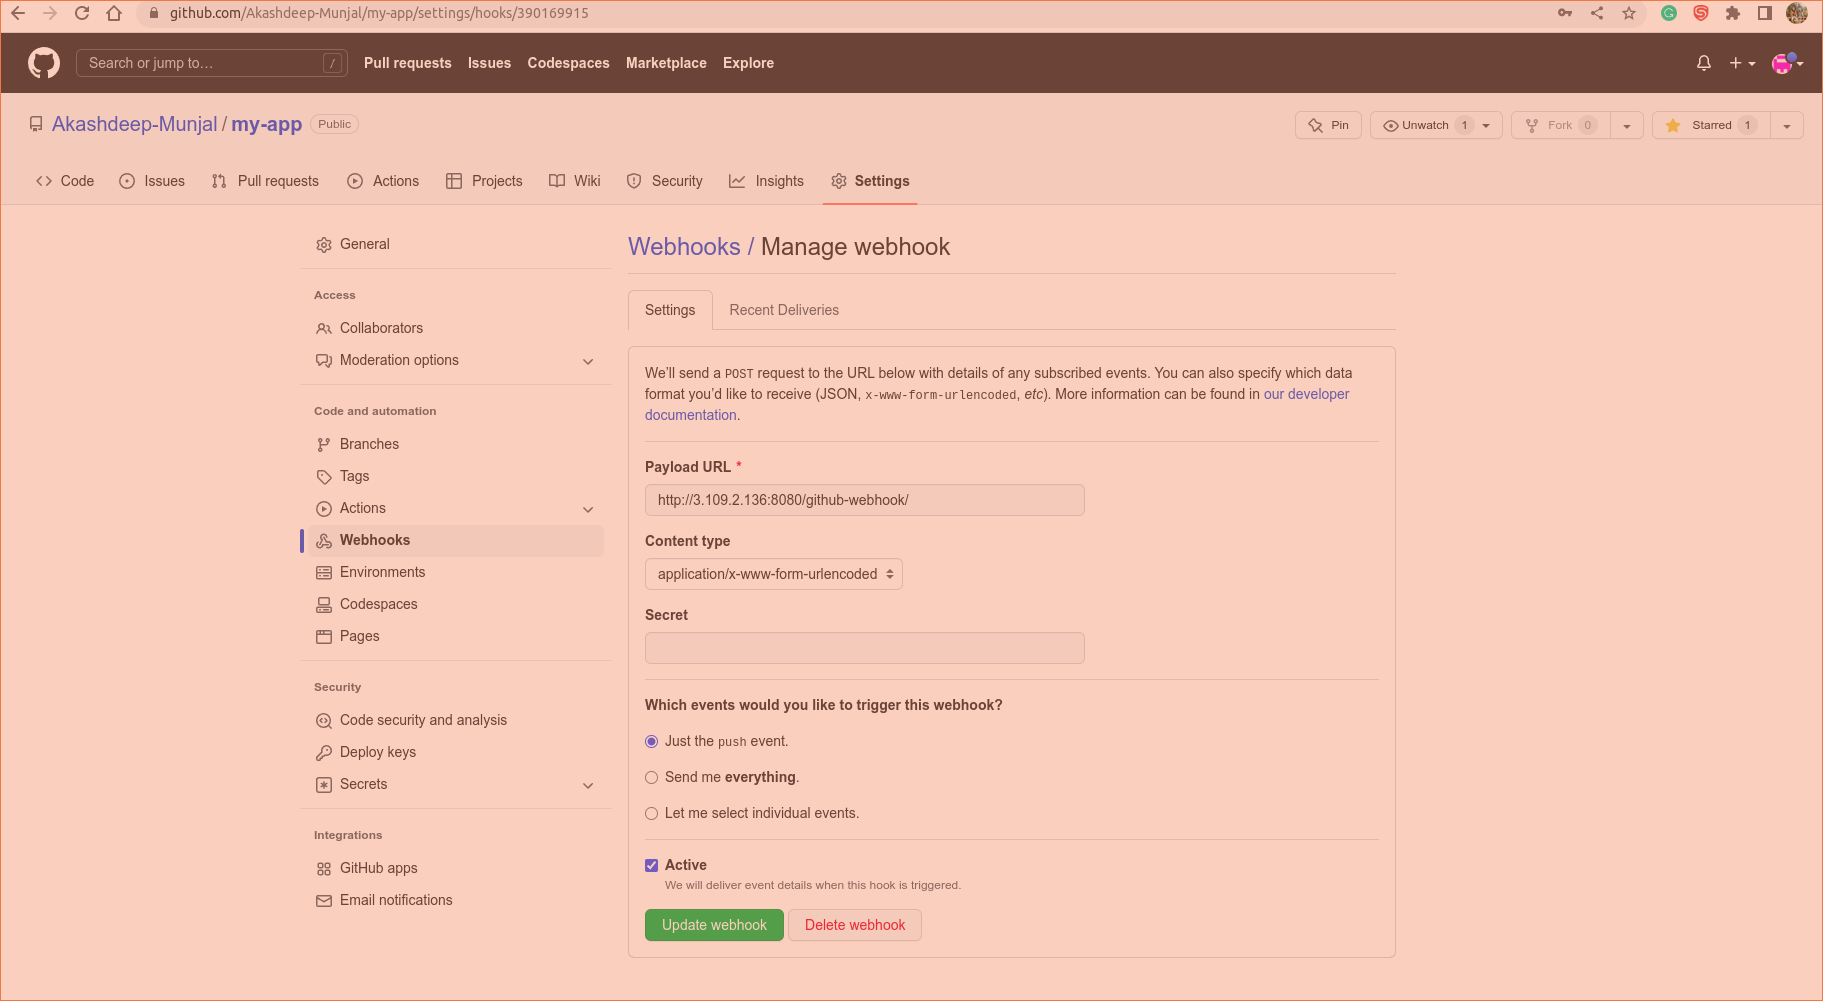 github.com/Akashdeep-Munjal/my-app/settings/hooks/390169915
Search or jump to… / Pull requests Issues Codespaces Marketplace Explore
Akashdeep-Munjal / my-app Public
Pin Unwatch 1 Fork 0 Starred 1
Code Issues Pull requests Actions Projects Wiki Security Insights Settings
General
Access
Collaborators
Moderation options
Code and automation
Branches
Tags
Actions
Webhooks
Environments
Codespaces
Pages
Security
Code security and analysis
Deploy keys
Secrets
Integrations
GitHub apps
Email notifications
Webhooks / Manage webhook
Settings Recent Deliveries
We’ll send a POST request to the URL below with details of any subscribed events. You can also specify which data
format you’d like to receive (JSON, x-www-form-urlencoded, etc). More information can be found in our developer
documentation.
Payload URL *
http://3.109.2.136:8080/github-webhook/
Content type
application/x-www-form-urlencoded
Secret
Which events would you like to trigger this webhook?
Just the push event.
Send me everything.
Let me select individual events.
Active
We will deliver event details when this hook is triggered.
Update webhook Delete webhook